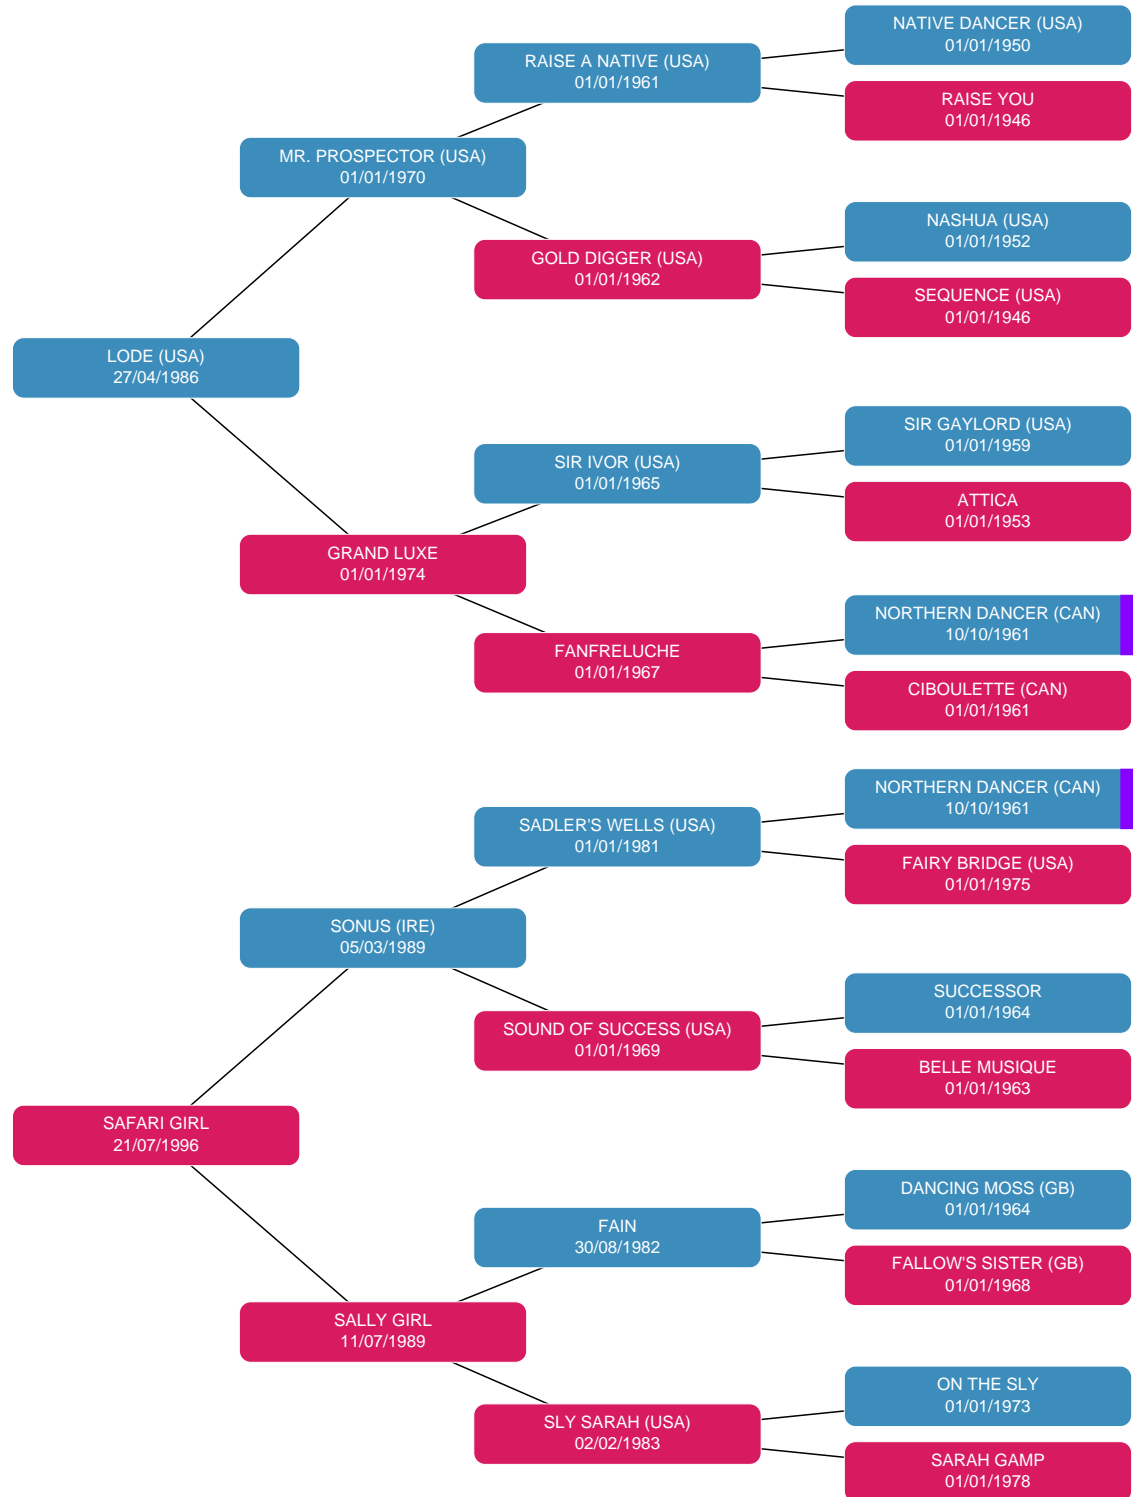 NATIVE DANCER (USA)
01/01/1950
RAISE A NATIVE (USA)
01/01/1961
RAISE YOU
01/01/1946
MR. PROSPECTOR (USA)
01/01/1970
NASHUA (USA)
01/01/1952
GOLD DIGGER (USA)
01/01/1962
SEQUENCE (USA)
01/01/1946
LODE (USA)
27/04/1986
SIR GAYLORD (USA)
01/01/1959
SIR IVOR (USA)
01/01/1965
ATTICA
01/01/1953
GRAND LUXE
01/01/1974
NORTHERN DANCER (CAN)
10/10/1961
FANFRELUCHE
01/01/1967
CIBOULETTE (CAN)
01/01/1961
NORTHERN DANCER (CAN)
10/10/1961
SADLER'S WELLS (USA)
01/01/1981
FAIRY BRIDGE (USA)
01/01/1975
SONUS (IRE)
05/03/1989
SUCCESSOR
01/01/1964
SOUND OF SUCCESS (USA)
01/01/1969
BELLE MUSIQUE
01/01/1963
SAFARI GIRL
21/07/1996
DANCING MOSS (GB)
01/01/1964
FAIN
30/08/1982
FALLOW'S SISTER (GB)
01/01/1968
SALLY GIRL
11/07/1989
ON THE SLY
01/01/1973
SLY SARAH (USA)
02/02/1983
SARAH GAMP
01/01/1978